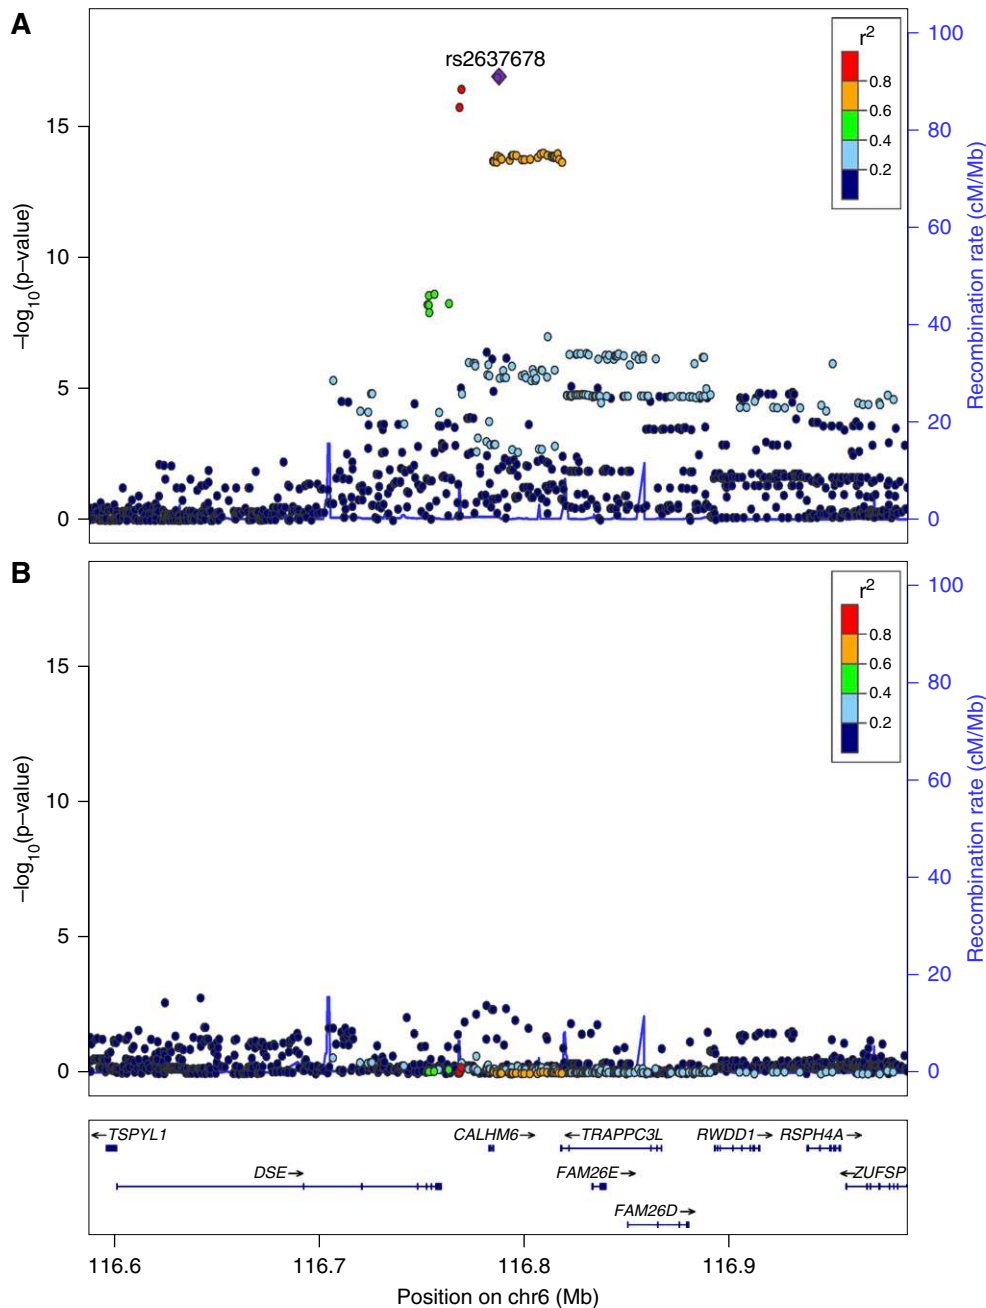 A
rs2637678
r2
0.8
0.6
0.4
0.2
15
10
5
0
–log10(p–value)
100
80
60
40
20
0
Recombination rate (cM/Mb)
B
r2
0.8
0.6
0.4
0.2
15
10
5
0
–log10(p–value)
100
80
60
40
20
0
Recombination rate (cM/Mb)
←TSPYL1 CALHM6→ ←TRAPPC3L RWDD1→ RSPH4A→
DSE→ FAM26E→ ←ZUFSP
FAM26D→
116.6 116.7 116.8 116.9
Position on chr6 (Mb)